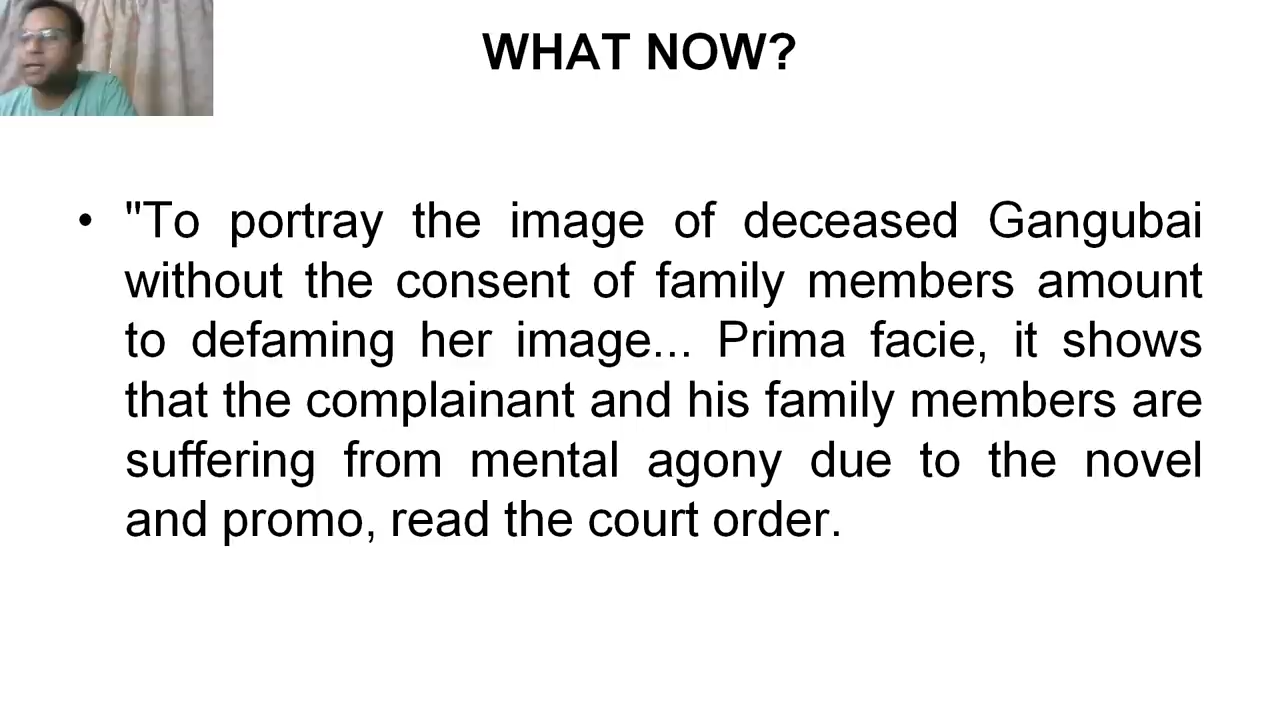 WHAT NOW?
• "To portray the image of deceased Gangubai
without the consent of family members amount
to defaming her image... Prima facie, it shows
that the complainant and his family members are
suffering from mental agony due to the novel
and promo, read the court order.